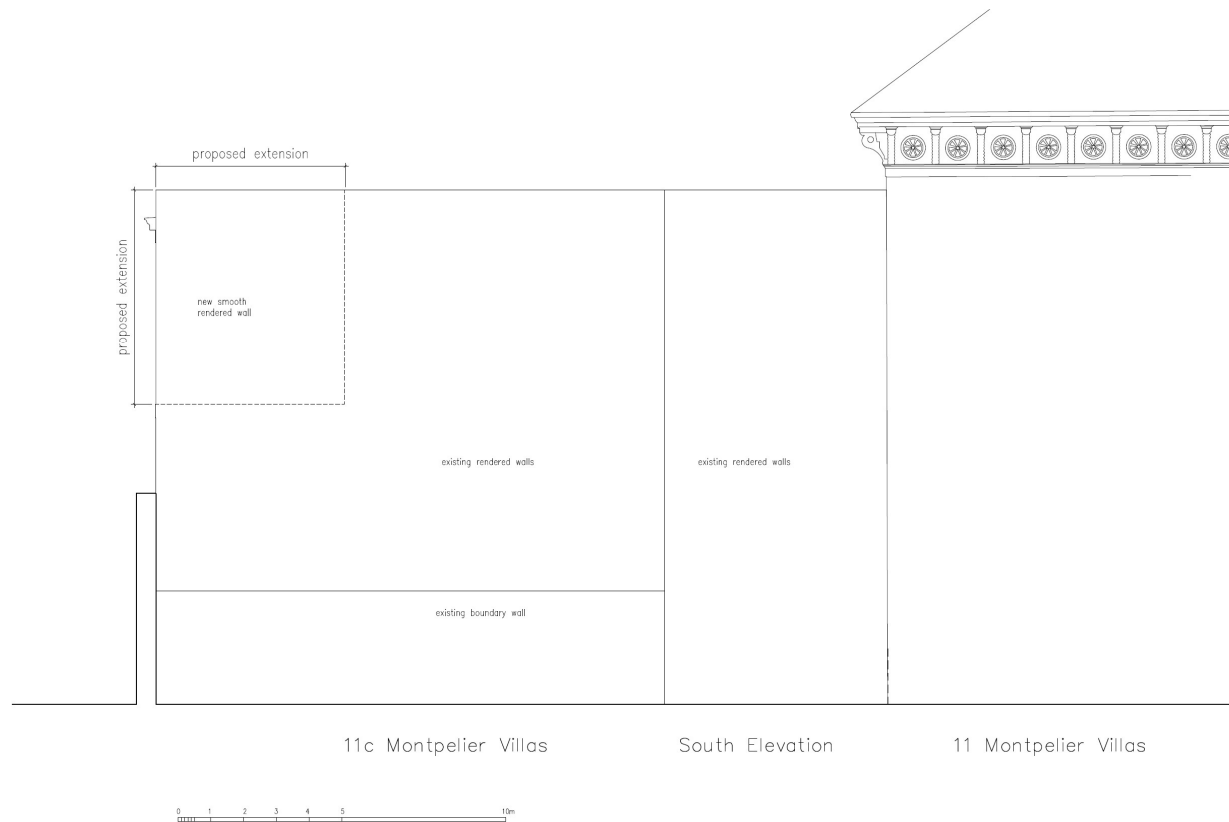 proposed extension
proposed extension
new smooth
rendered wall
existing rendered walls
existing rendered walls
existing boundary wall
11c Montpelier Villas
South Elevation
11 Montpelier Villas
0 1 2 3 4 5 10m